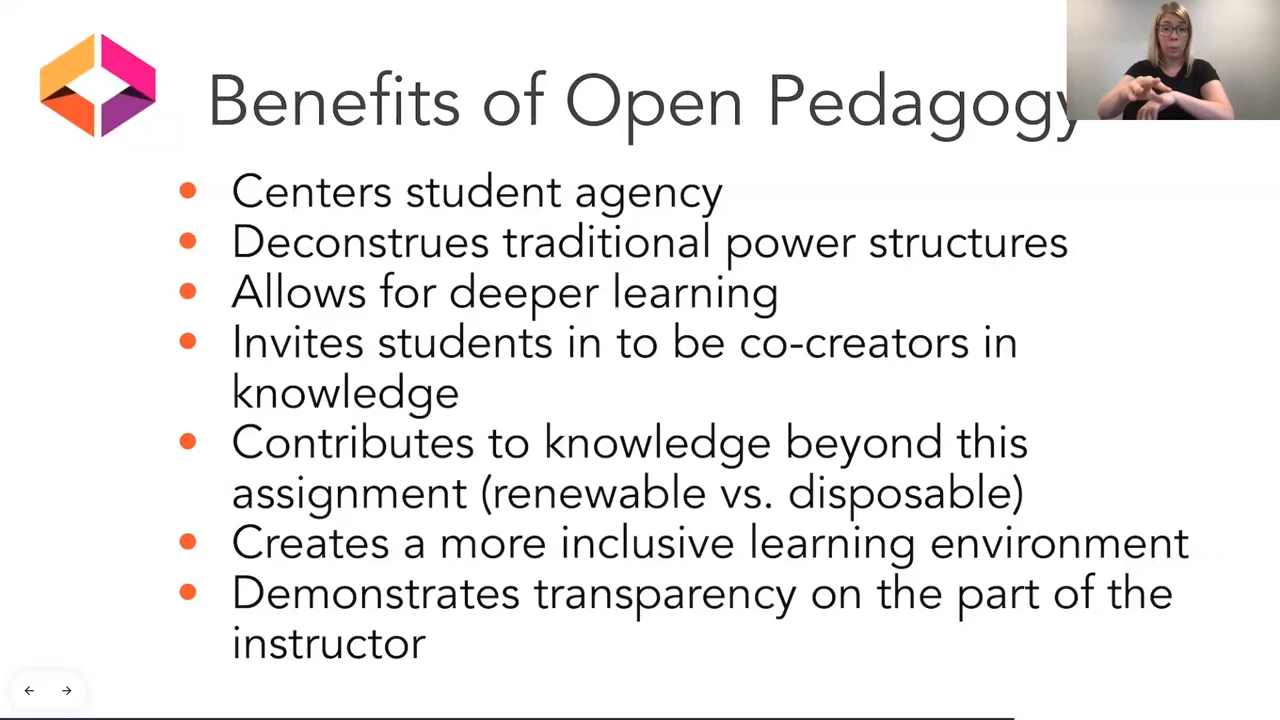 Benefits of Open Pedagogy
Centers student agency
Deconstrues traditional power structures
Allows for deeper learning
Invites students in to be co-creators in
knowledge
Contributes to knowledge beyond this
assignment (renewable vs. disposable)
Creates a more inclusive learning environment
Demonstrates transparency on the part of the
instructor